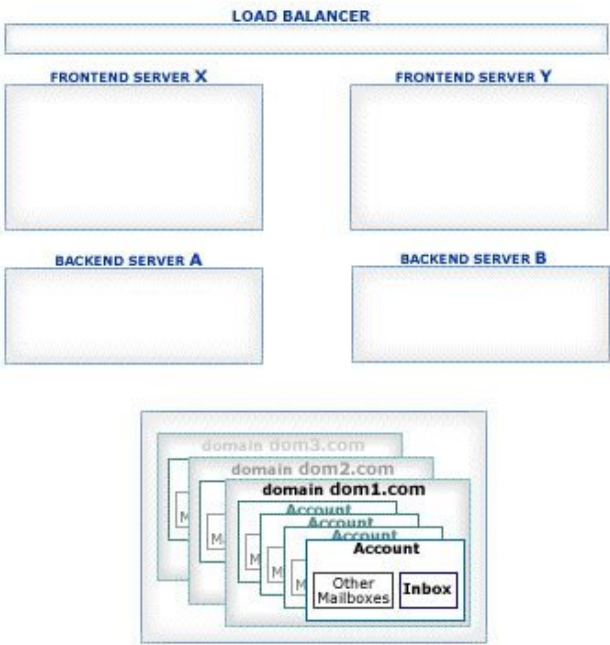 LOAD BALANCER
FRONTEND SERVER X
FRONTEND SERVER Y
BACKEND SERVER A
BACKEND SERVER B
domain dom3.com
domain dom2.com
domain dom1.com
Account
Account
Account
Account
M
M
M
M
M
Other
Mailboxes
Inbox